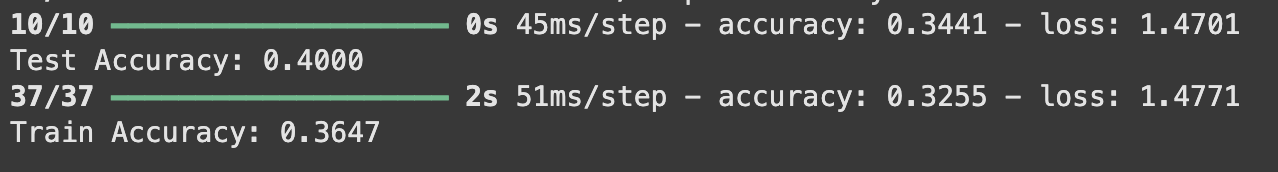 10/10 ━━━━━━━━━━━━━━━━━━━━ 0s 45ms/step - accuracy: 0.3441 - loss: 1.4701
Test Accuracy: 0.4000
37/37 ━━━━━━━━━━━━━━━━━━━━ 2s 51ms/step - accuracy: 0.3255 - loss: 1.4771
Train Accuracy: 0.3647